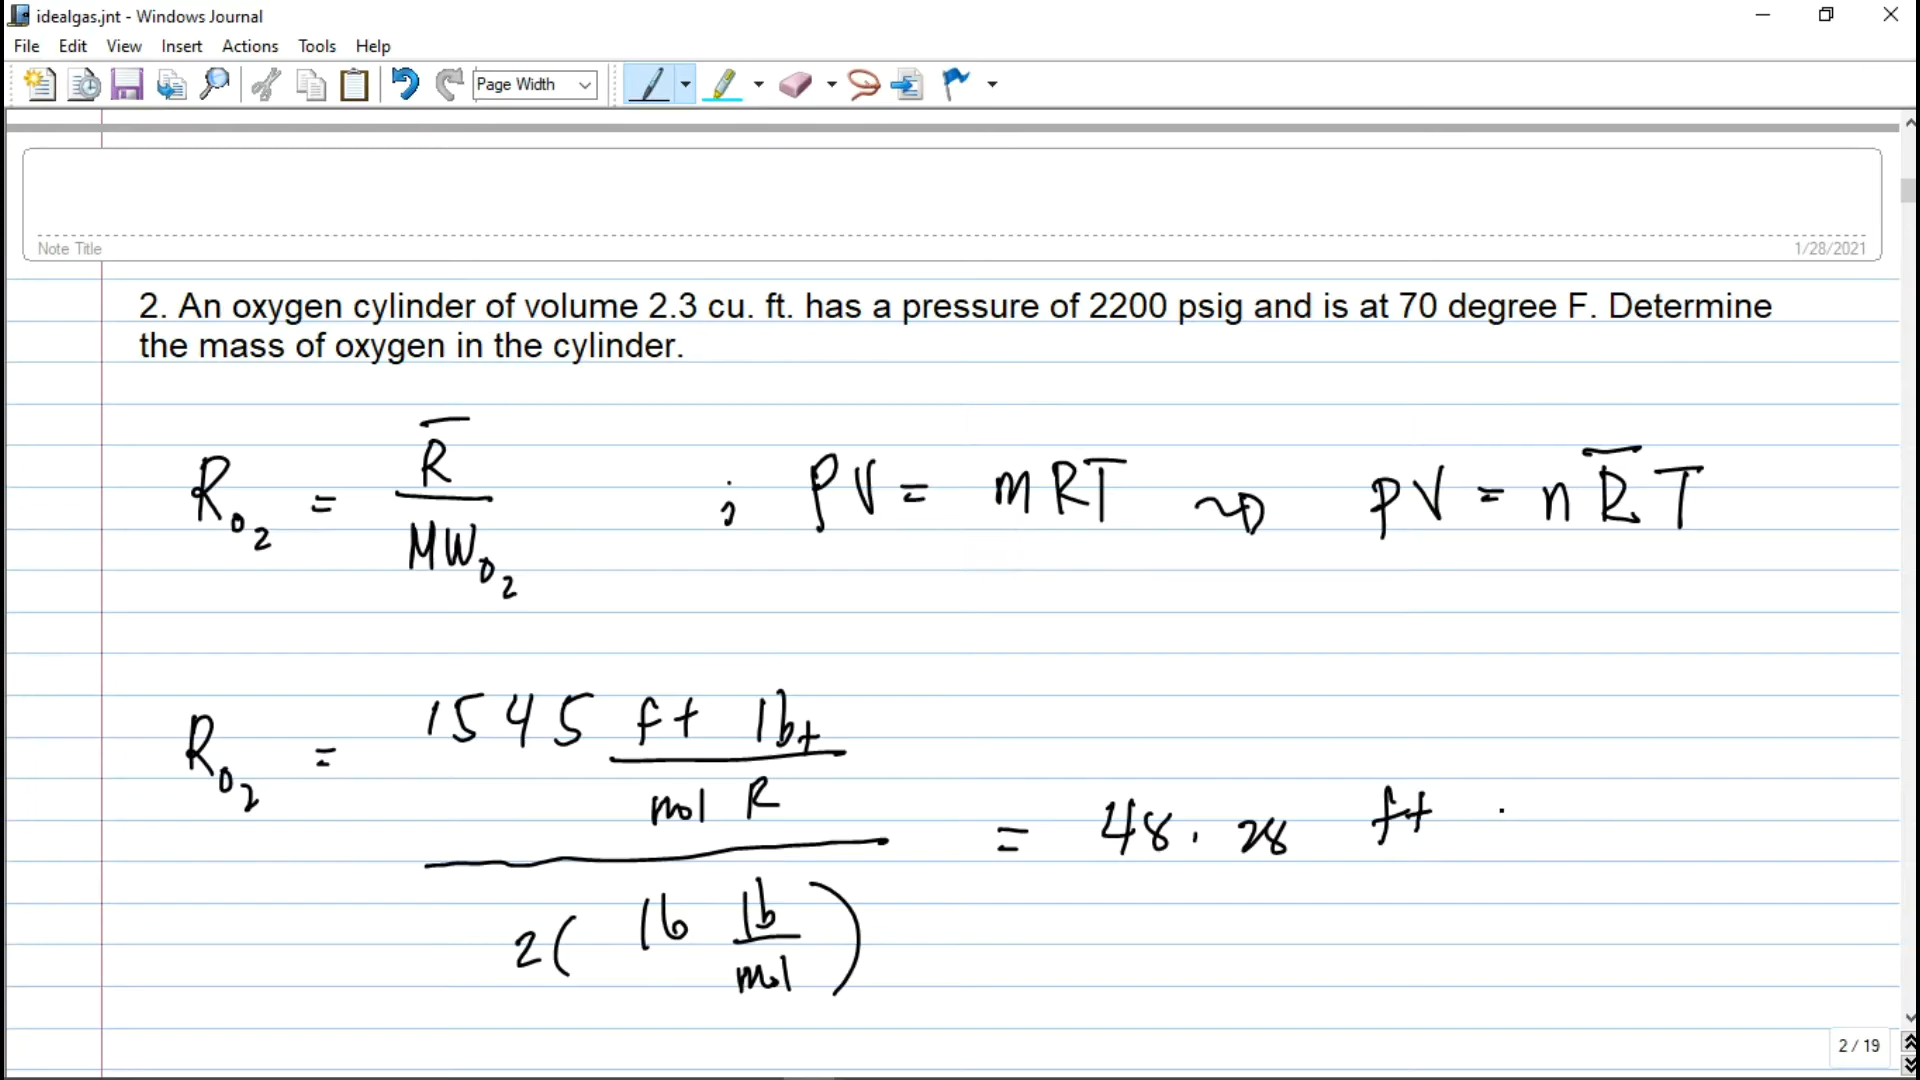 idealgas.jnt - Windows Journal
File Edit View Insert Actions Tools Help
Page Width
Note Title
1/28/2021
2. An oxygen cylinder of volume 2.3 cu. ft. has a pressure of 2200 psig and is at 70 degree F. Determine
the mass of oxygen in the cylinder.
R_O2 = R̅ / MW_O2 ; PV = mRT ⇝ PV = nR̅T
R_O2 = 1545 ft lbf / mol R
= 48.28 ft .
2( 16 lb / mol )
2 / 19